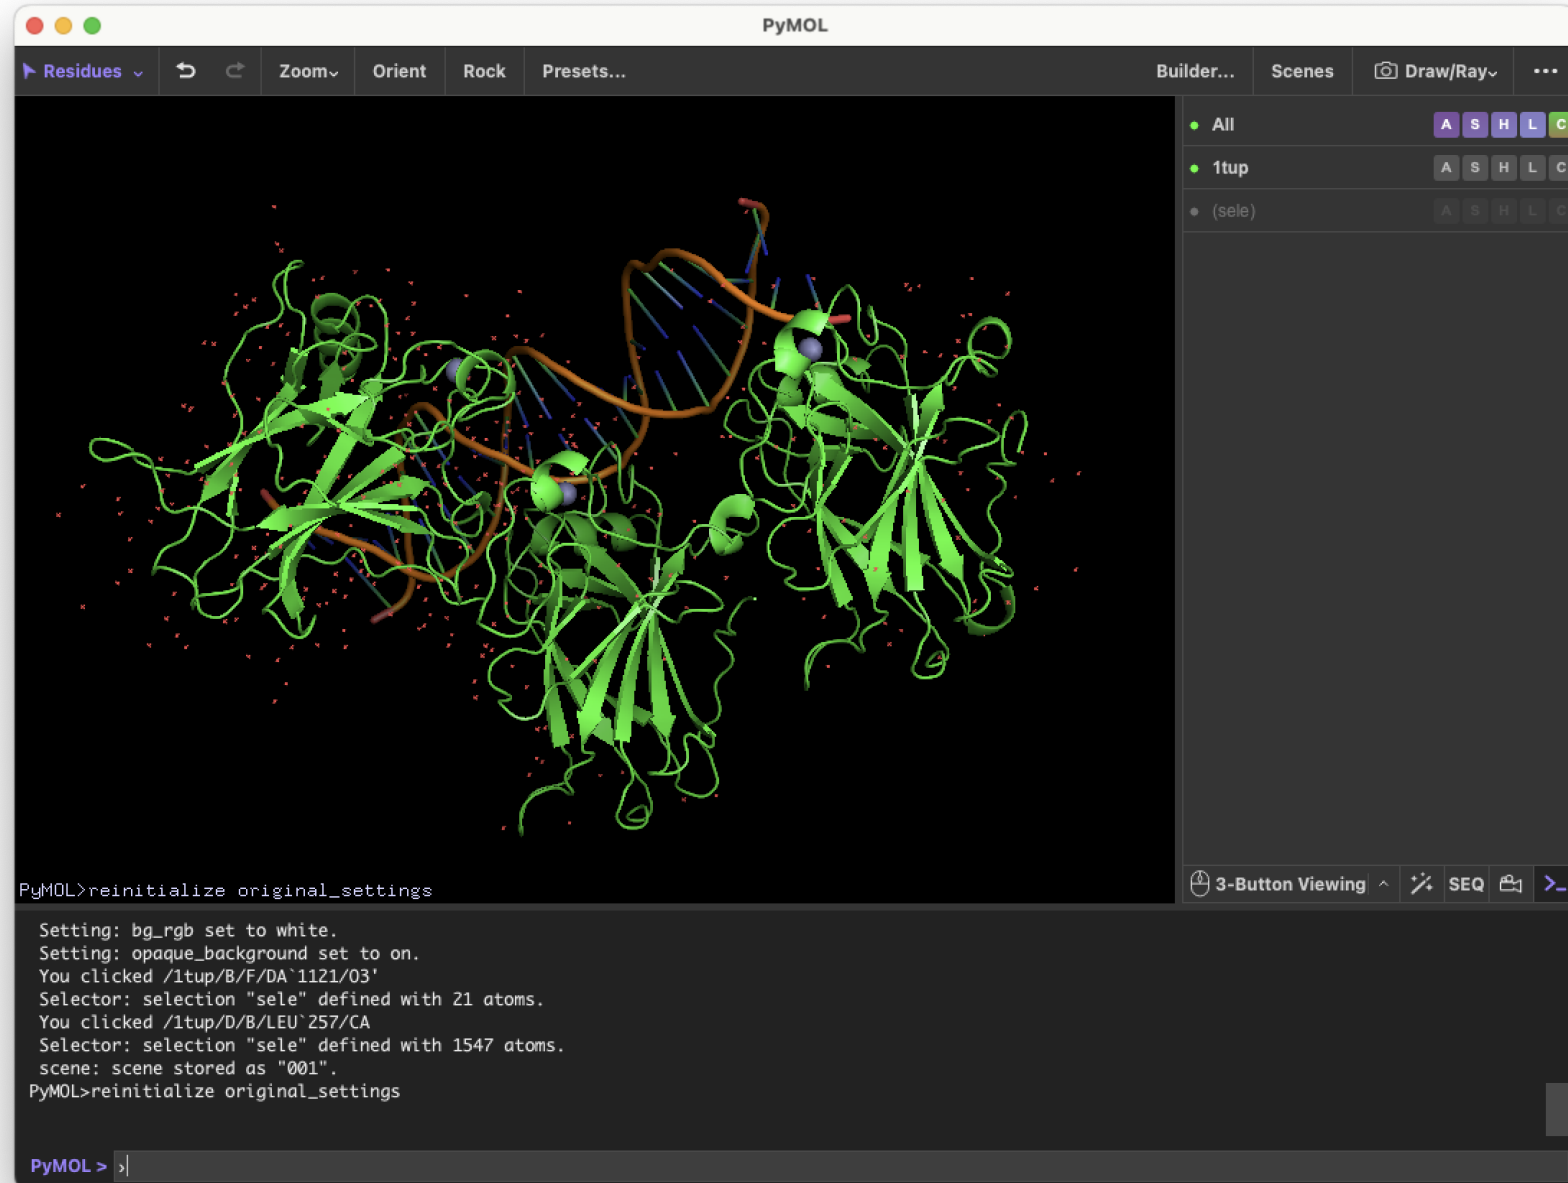 PyMOL
Residues Zoom Orient Rock Presets... Builder... Scenes Draw/Ray
All A S H L C
1tup A S H L C
(sele) A S H L C
PyMOL>reinitialize original_settings
3-Button Viewing SEQ
Setting: bg_rgb set to white.
Setting: opaque_background set to on.
You clicked /1tup/B/F/DA`1121/O3'
Selector: selection "sele" defined with 21 atoms.
You clicked /1tup/D/B/LEU`257/CA
Selector: selection "sele" defined with 1547 atoms.
scene: scene stored as "001".
PyMOL>reinitialize original_settings
PyMOL > ›